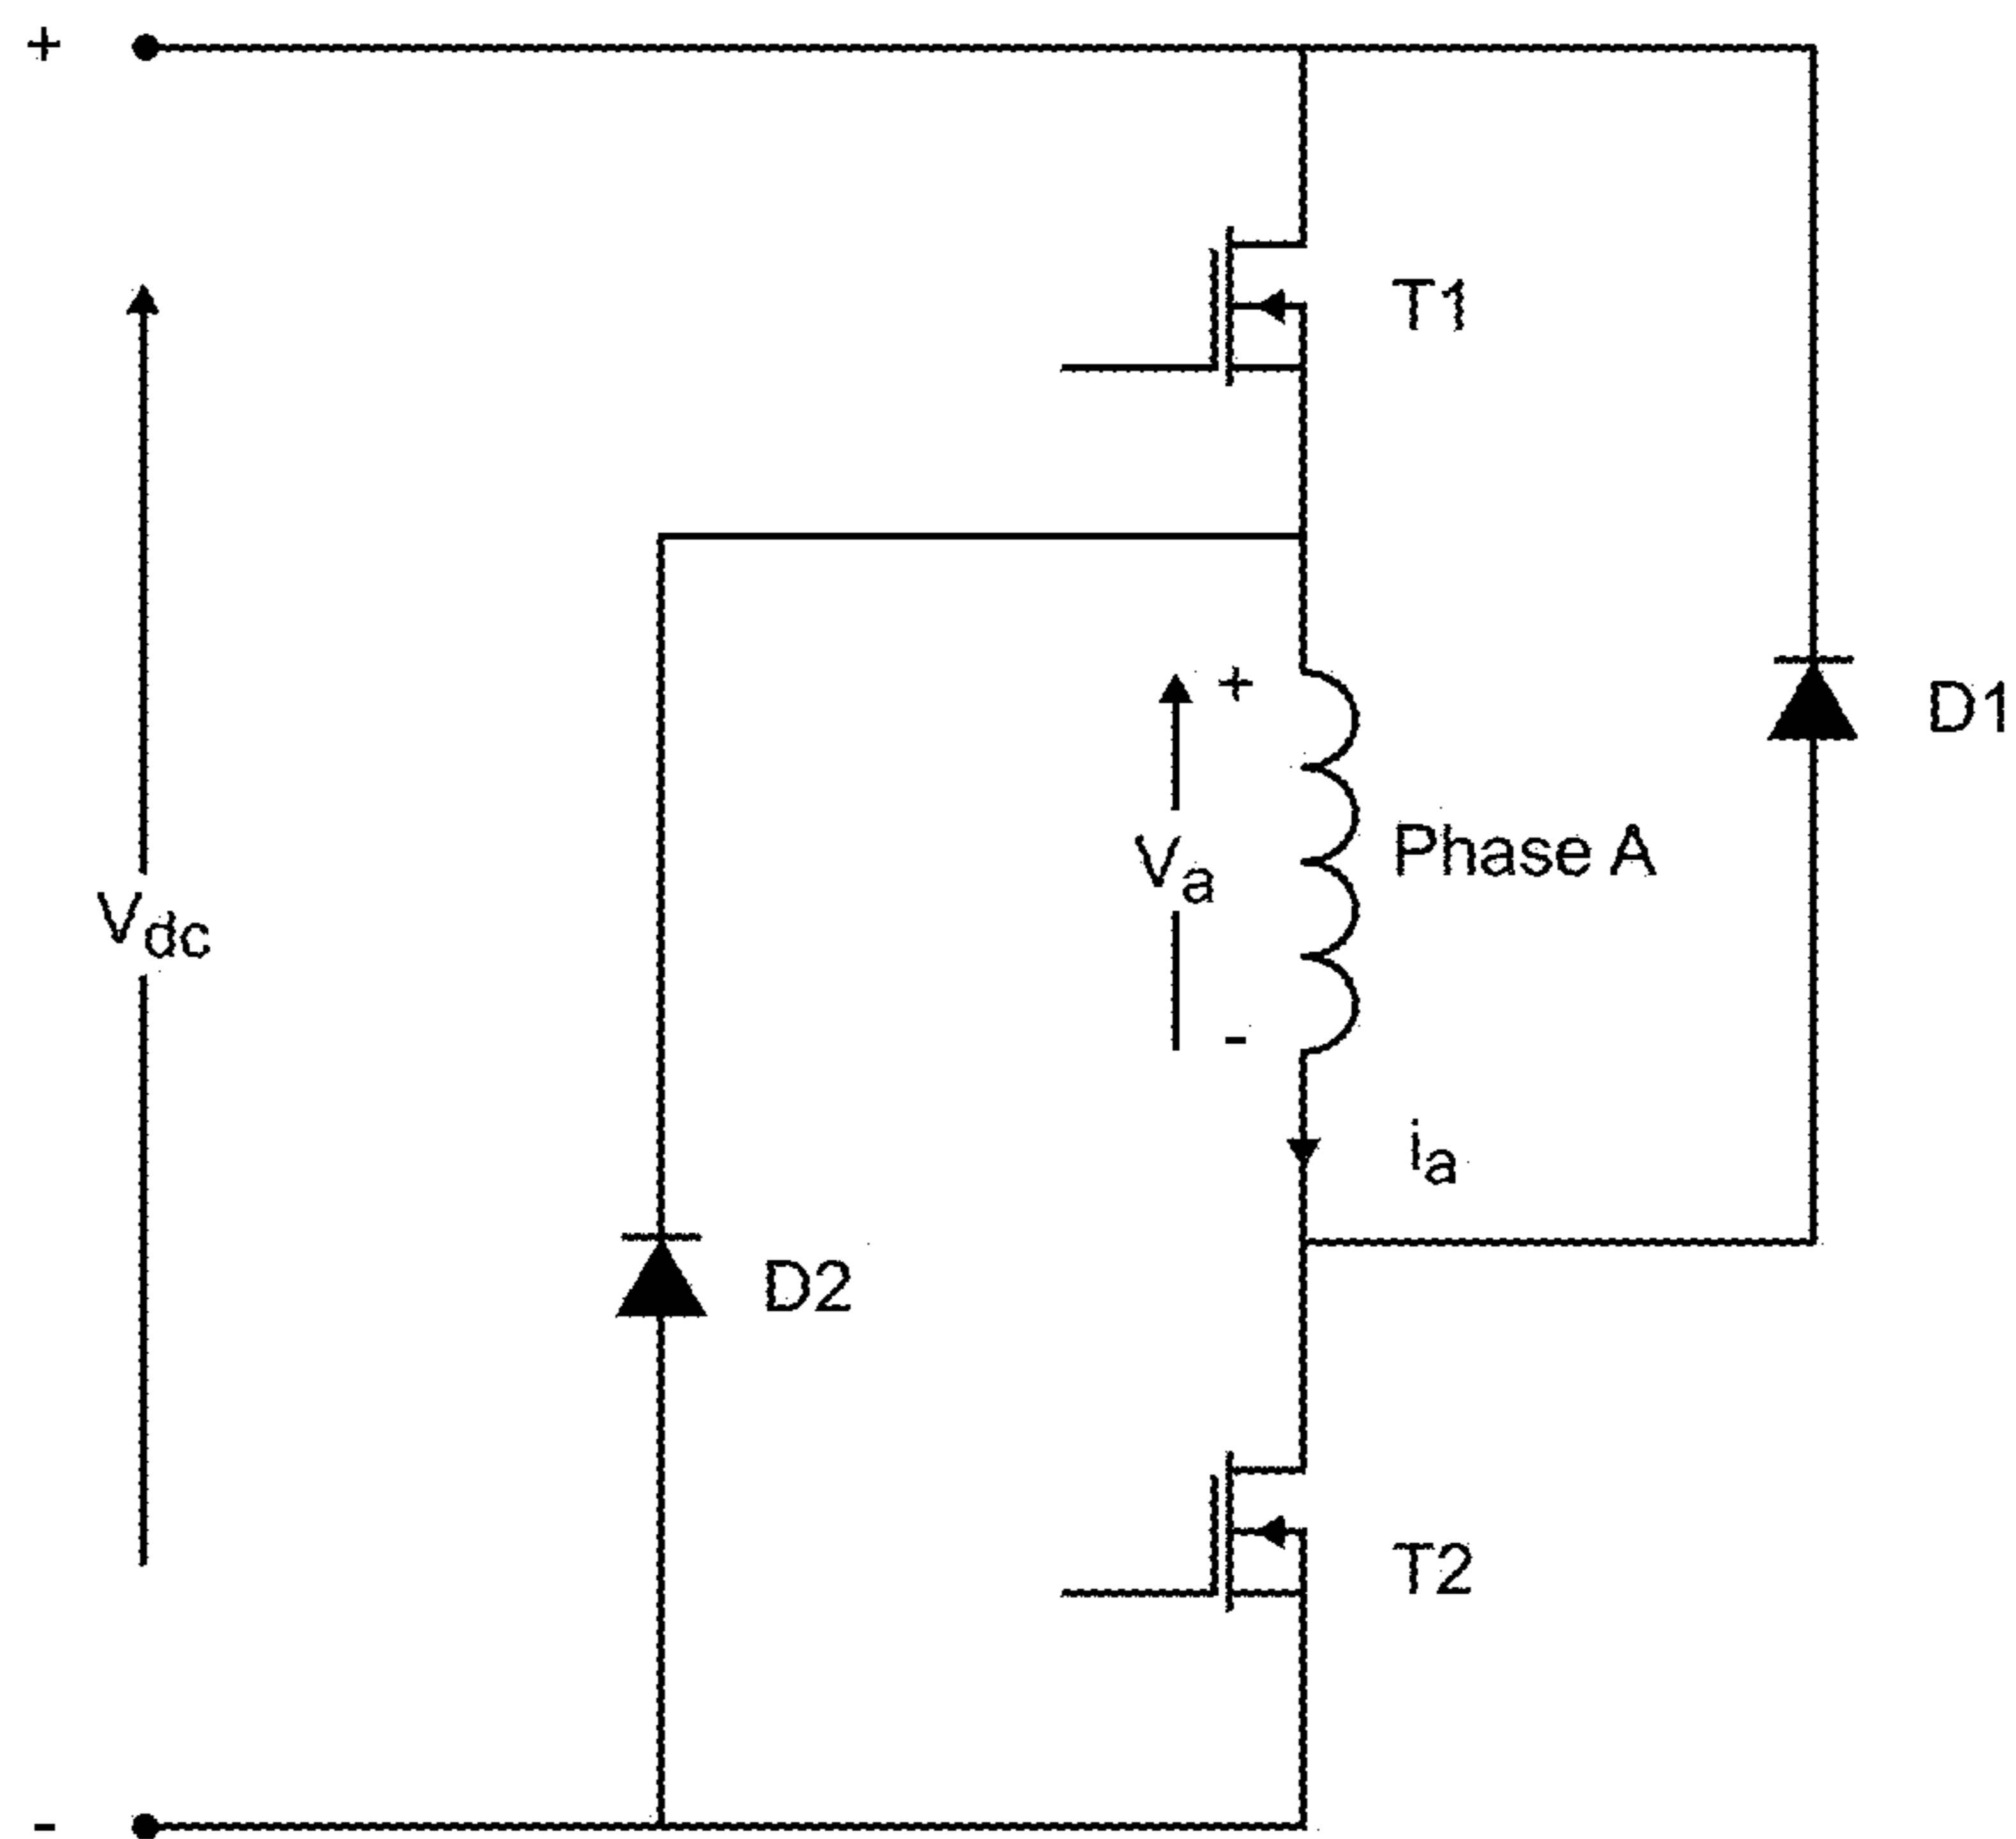 +
T1
+
D1
Va
Phase A
Vdc
-
ia
D2
T2
-